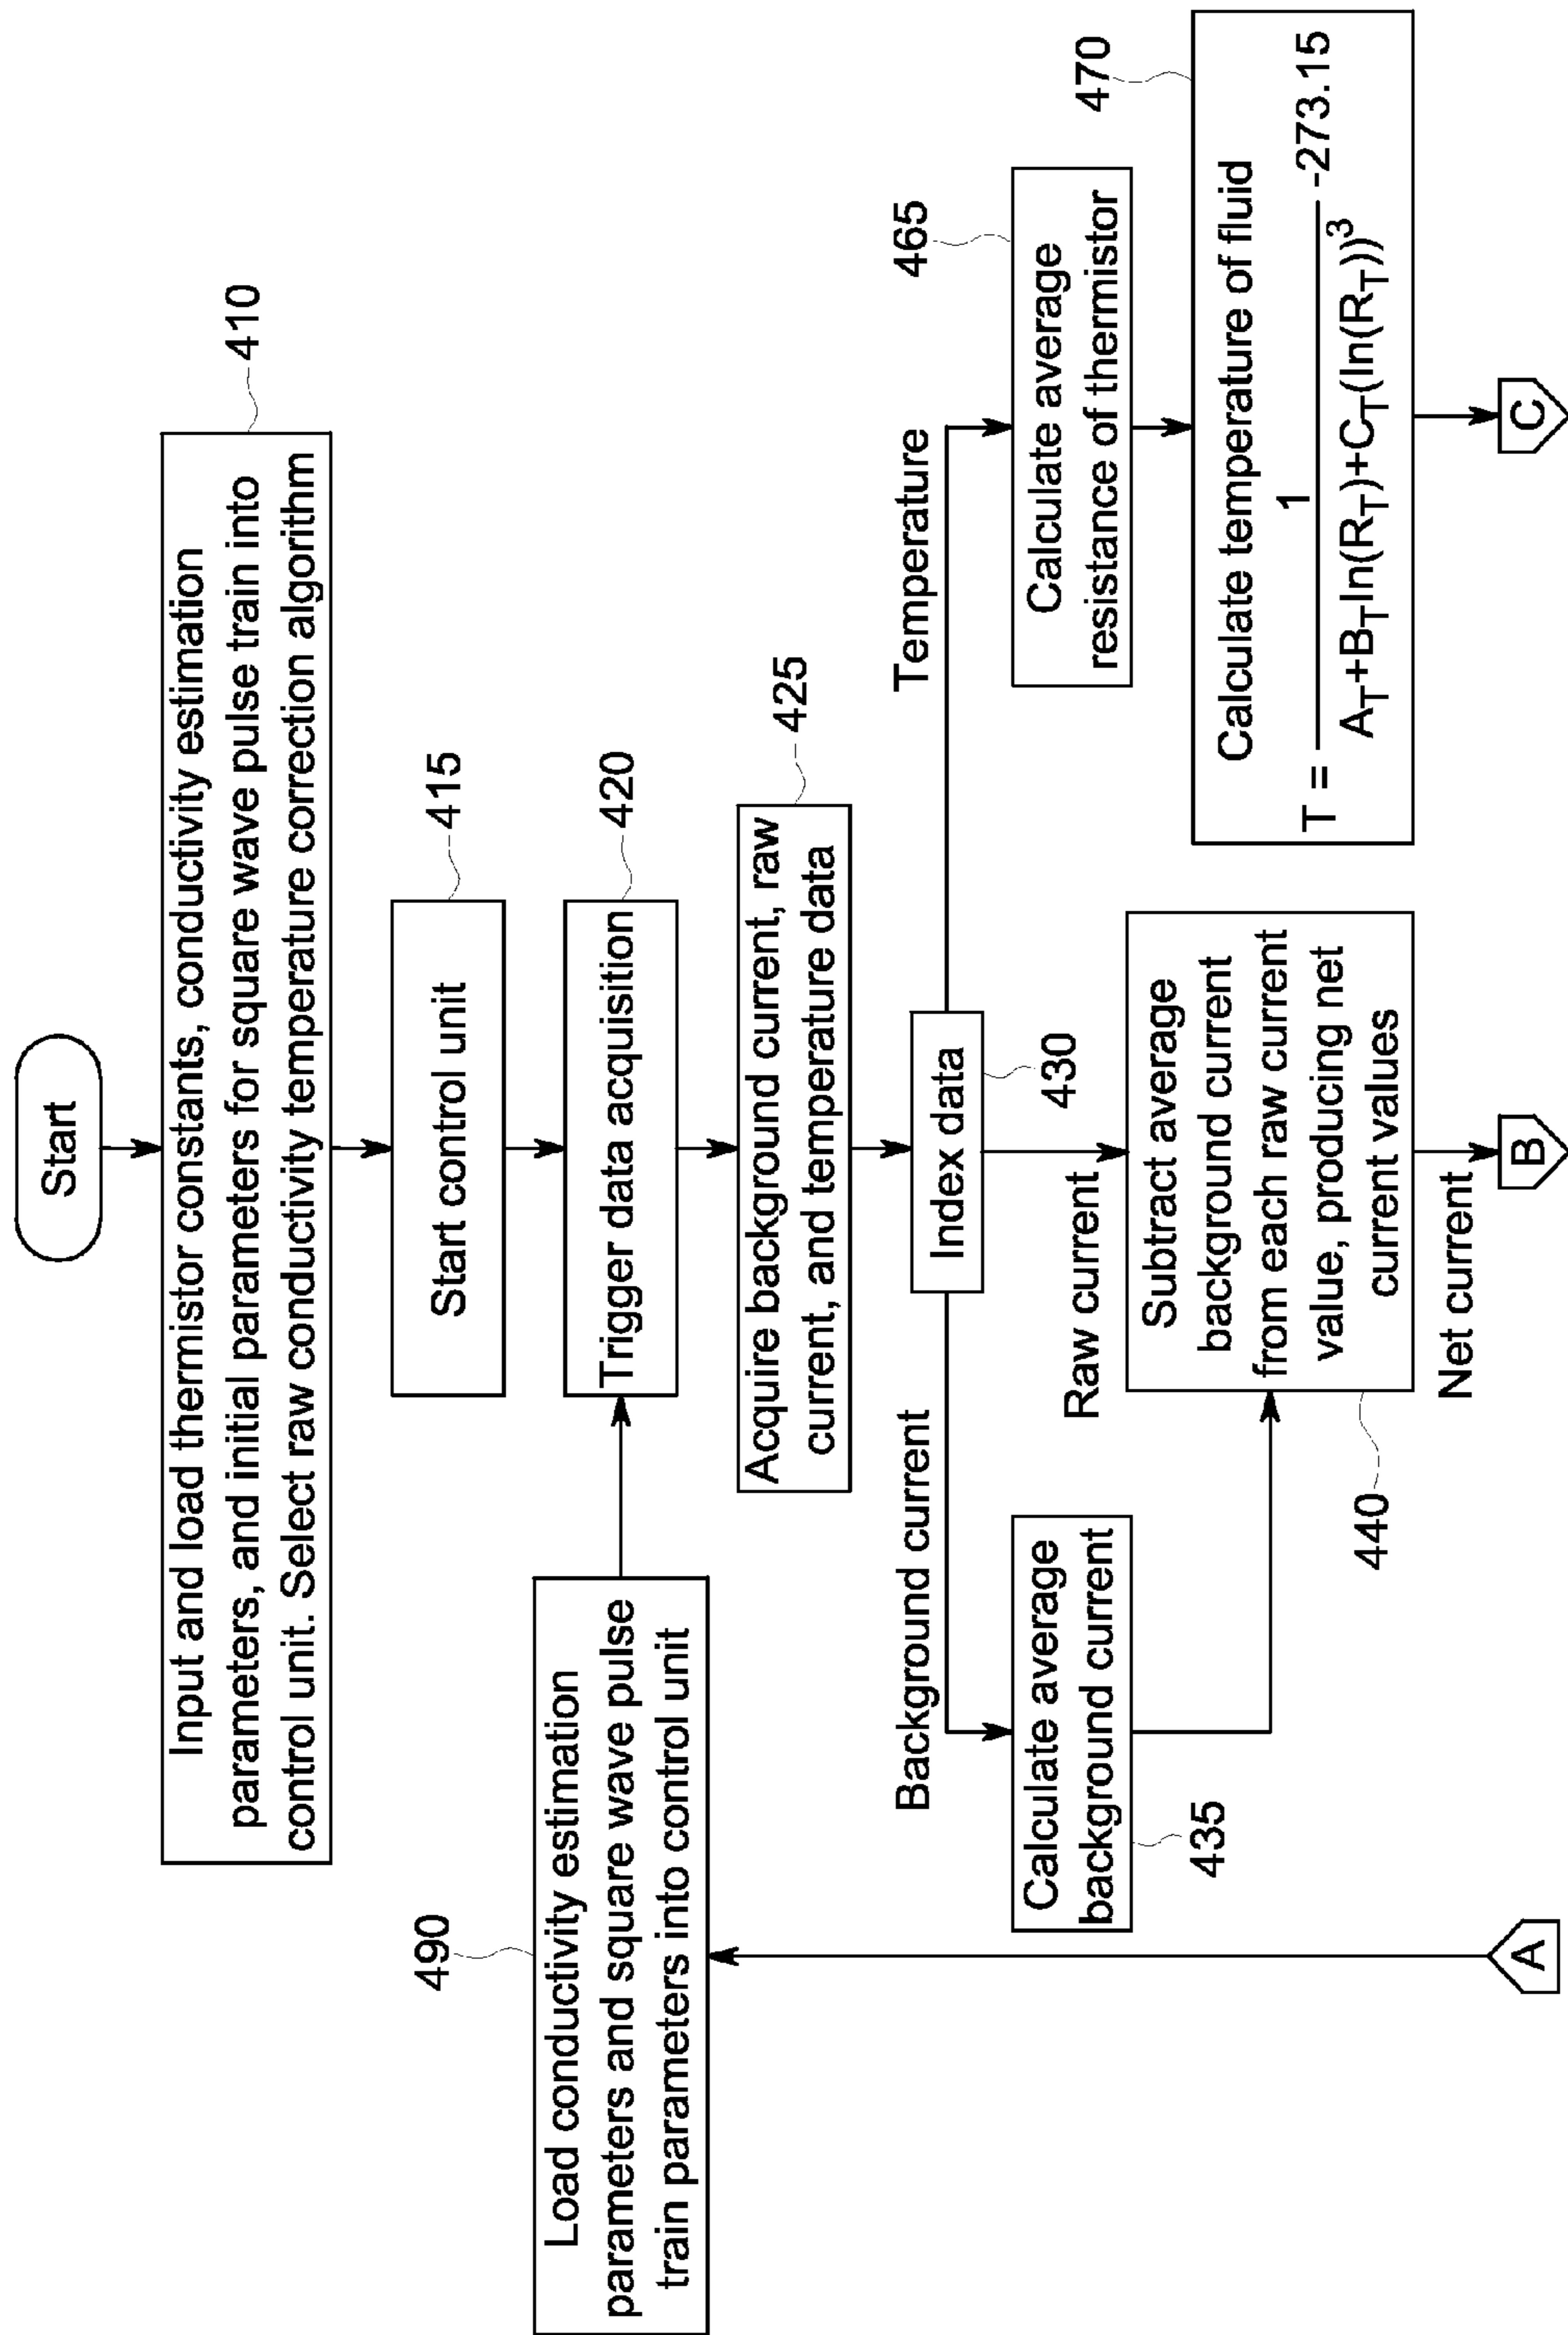 Start
Input and load thermistor constants, conductivity estimation
parameters, and initial parameters for square wave pulse train into
control unit. Select raw conductivity temperature correction algorithm
410
Start control unit
415
490
Load conductivity estimation
parameters and square wave pulse
train parameters into control unit
Trigger data acquisition
420
Acquire background current, raw
current, and temperature data
425
Index data
430
Background current
Raw current
Temperature
Calculate average
background current
435
Subtract average
background current
from each raw current
value, producing net
current values
440
Calculate average
resistance of thermistor
465
Calculate temperature of fluid
T = 1 / A_T+B_Tln(R_T)+C_T(ln(R_T))^3 -273.15
470
Net current
A
B
C